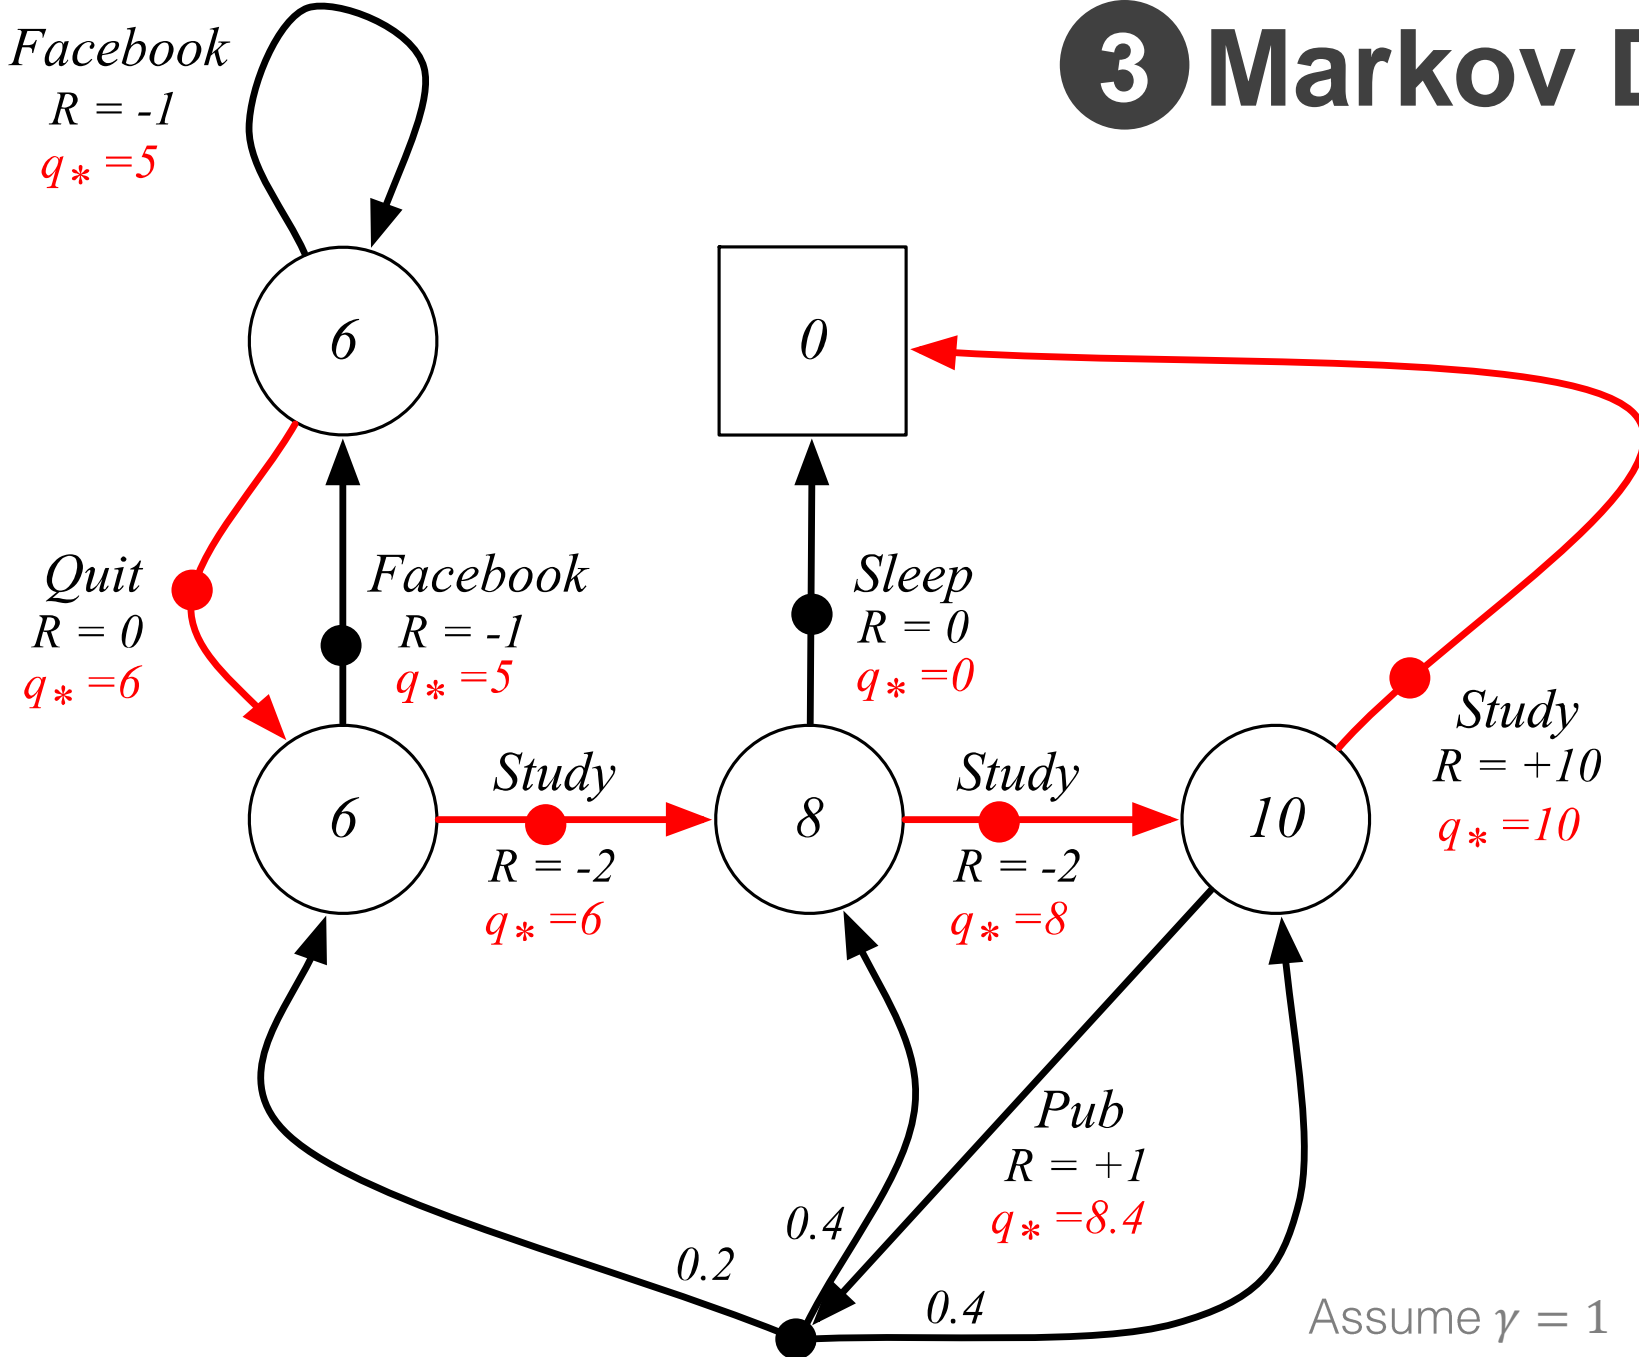 3 Markov D
Facebook
R = -1
q* =5
6
0
Quit
R = 0
q* =6
Facebook
R = -1
q* =5
Sleep
R = 0
q* =0
Study
R = +10
q* =10
6
Study
R = -2
q* =6
8
Study
R = -2
q* =8
10
Pub
R = +1
q* =8.4
0.2
0.4
0.4
Assume γ = 1